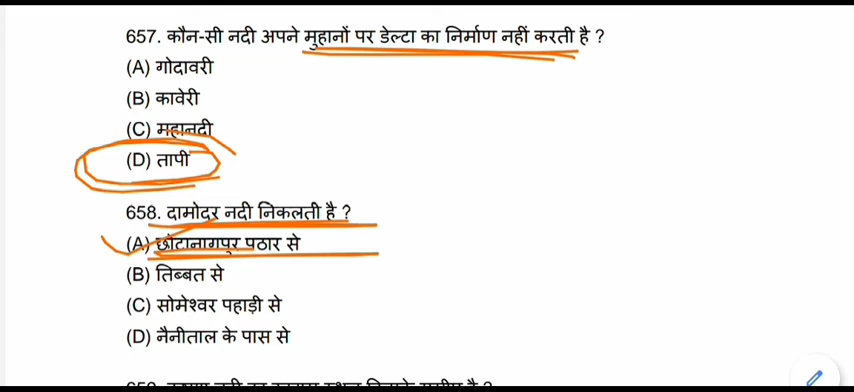 657. कौन-सी नदी अपने मुहानों पर डेल्टा का निर्माण नहीं करती है ?
(A) गोदावरी
(B) कावेरी
(C) महानदी
(D) तापी
658. दामोदर नदी निकलती है ?
(A) छोटानागपुर पठार से
(B) तिब्बत से
(C) सोमेश्वर पहाड़ी से
(D) नैनीताल के पास से